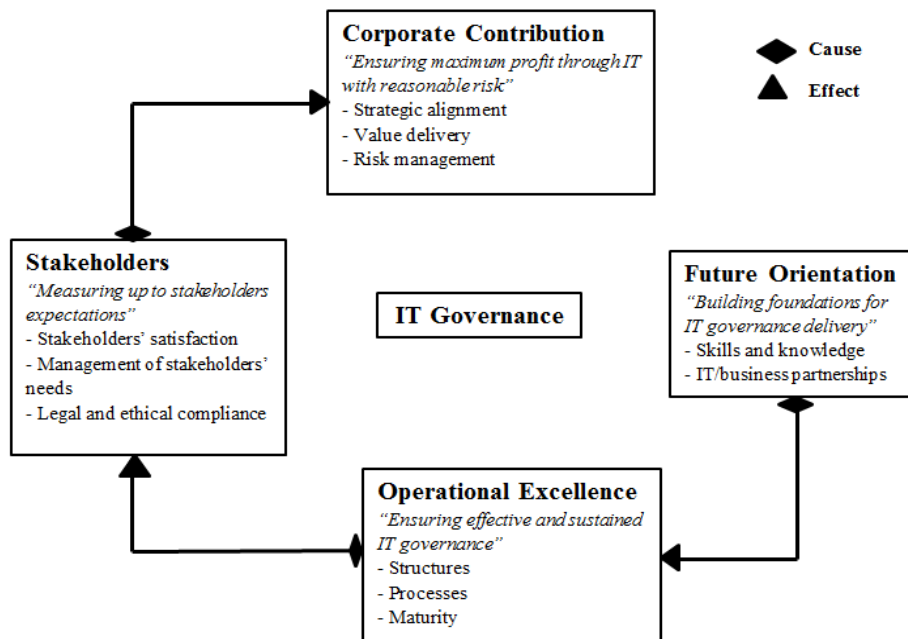 Corporate Contribution
“Ensuring maximum profit through IT
with reasonable risk”
- Strategic alignment
- Value delivery
- Risk management
Cause
Effect
Stakeholders
“Measuring up to stakeholders
expectations”
- Stakeholders’ satisfaction
- Management of stakeholders’
needs
- Legal and ethical compliance
IT Governance
Future Orientation
“Building foundations for
IT governance delivery”
- Skills and knowledge
- IT/business partnerships
Operational Excellence
“Ensuring effective and sustained
IT governance”
- Structures
- Processes
- Maturity